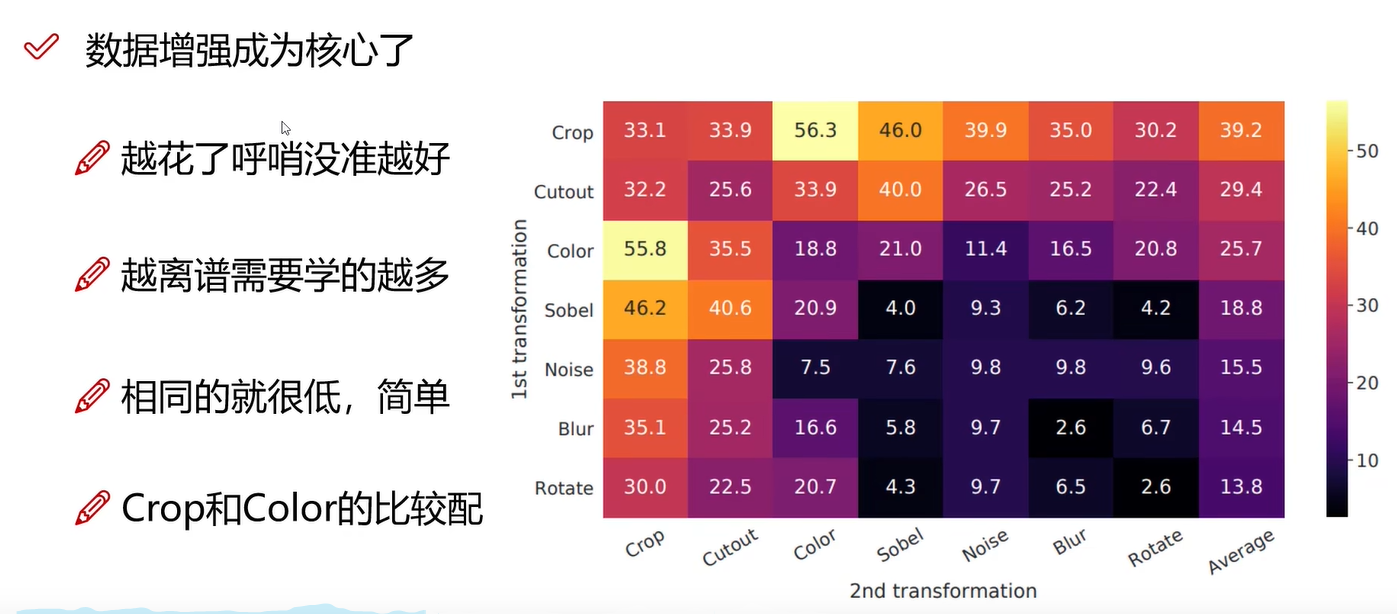 数据增强成为核心了
越花了呼哨没准越好
越离谱需要学的越多
相同的就很低，简单
Crop和Color的比较配
1st transformation
Crop 33.1 33.9 56.3 46.0 39.9 35.0 30.2 39.2
Cutout 32.2 25.6 33.9 40.0 26.5 25.2 22.4 29.4
Color 55.8 35.5 18.8 21.0 11.4 16.5 20.8 25.7
Sobel 46.2 40.6 20.9 4.0 9.3 6.2 4.2 18.8
Noise 38.8 25.8 7.5 7.6 9.8 9.8 9.6 15.5
Blur 35.1 25.2 16.6 5.8 9.7 2.6 6.7 14.5
Rotate 30.0 22.5 20.7 4.3 9.7 6.5 2.6 13.8
Crop Cutout Color Sobel Noise Blur Rotate Average
2nd transformation
50
40
30
20
10